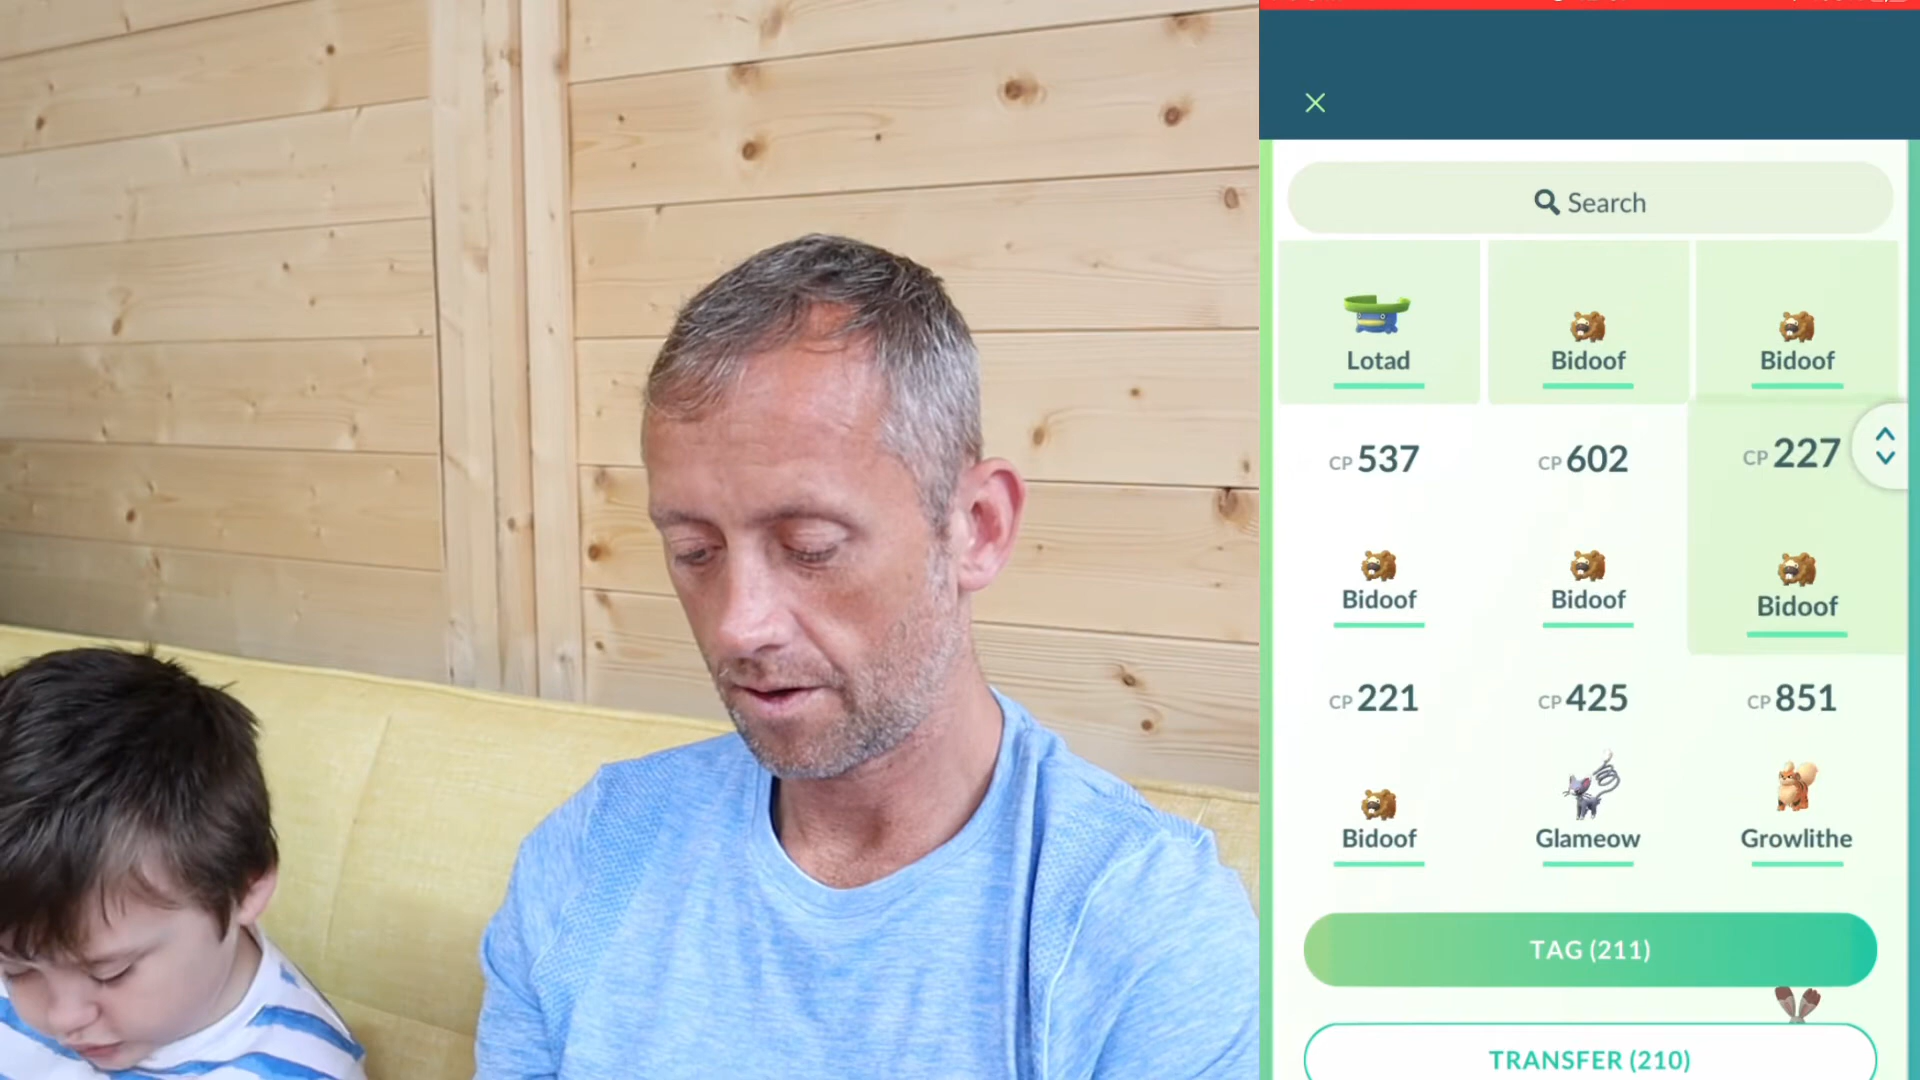 Search
Lotad
Bidoof
Bidoof
CP 537
CP 602
CP 227
Bidoof
Bidoof
Bidoof
CP 221
CP 425
CP 851
Bidoof
Glameow
Growlithe
TAG (211)
TRANSFER (210)